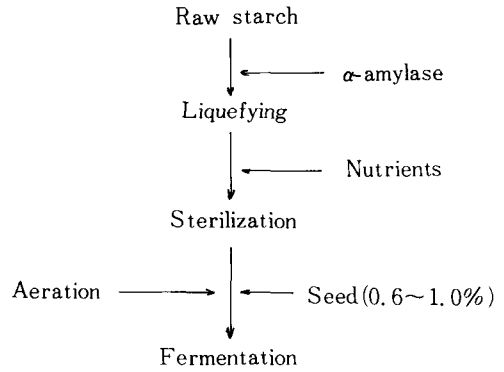 Raw starch
α-amylase
Liquefying
Nutrients
Sterilization
Aeration
Seed(0.6~1.0%)
Fermentation